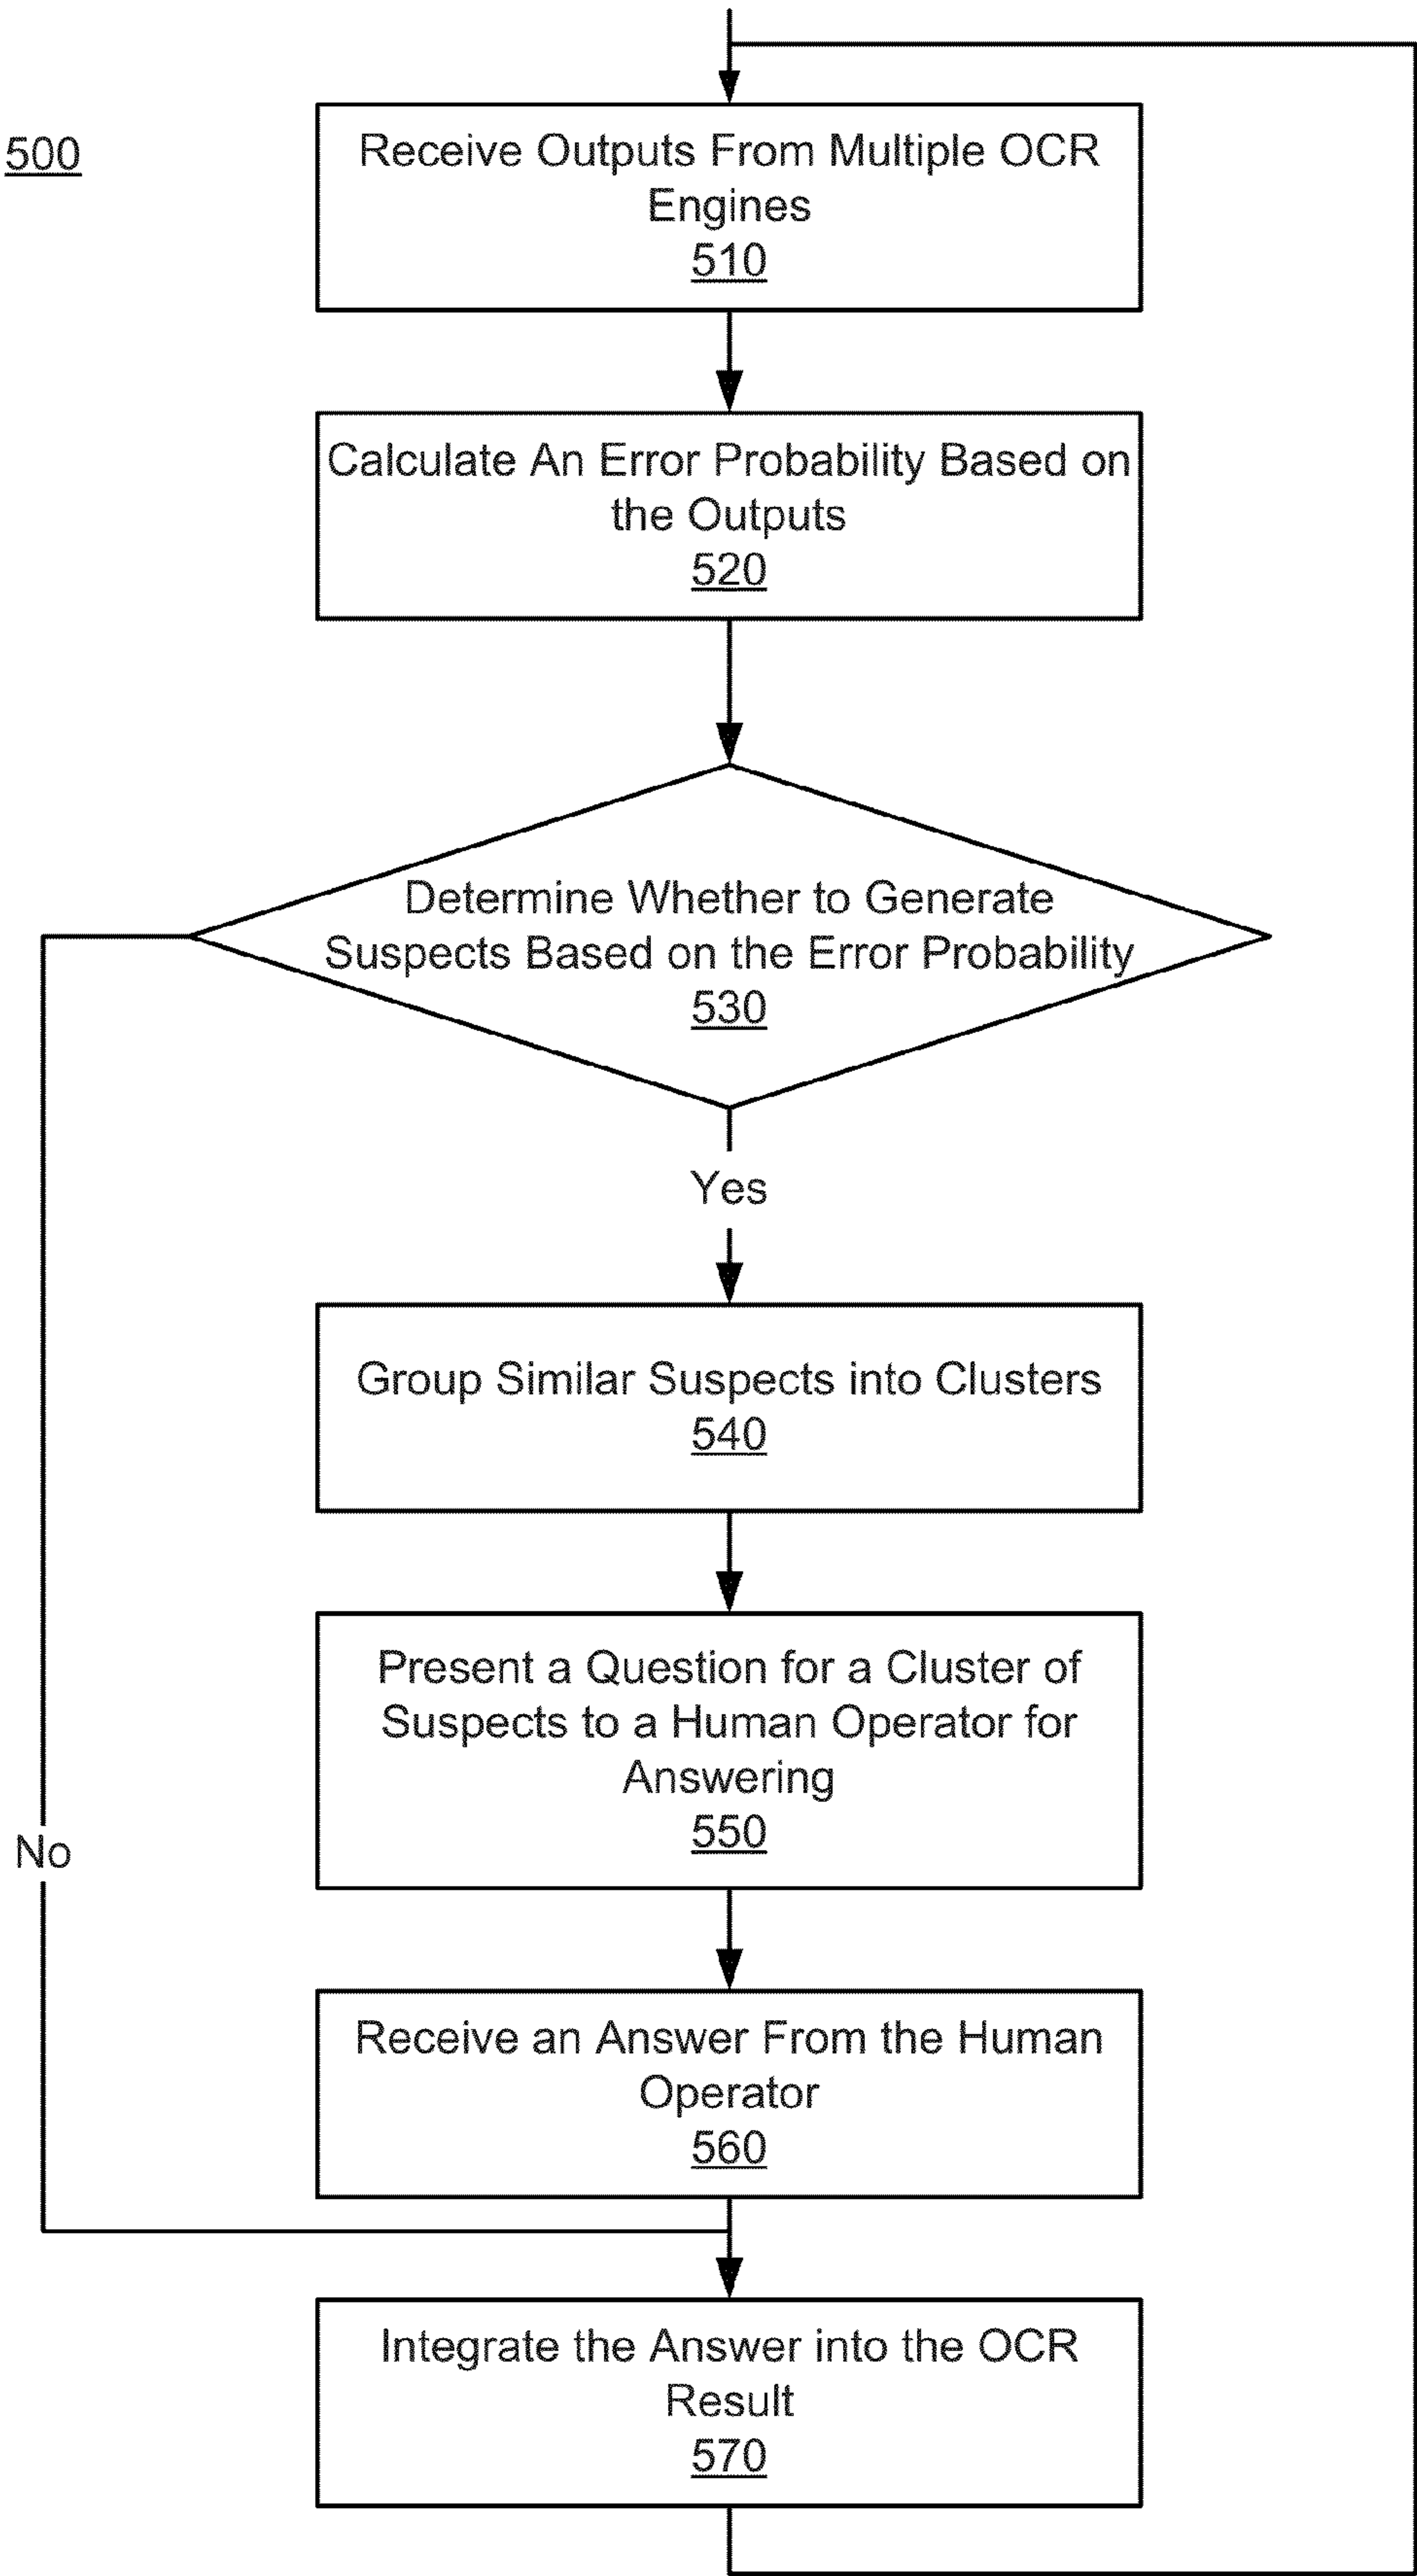 500
Receive Outputs From Multiple OCR
Engines
510
Calculate An Error Probability Based on
the Outputs
520
Determine Whether to Generate
Suspects Based on the Error Probability
530
Yes
Group Similar Suspects into Clusters
540
Present a Question for a Cluster of
Suspects to a Human Operator for
Answering
550
No
Receive an Answer From the Human
Operator
560
Integrate the Answer into the OCR
Result
570